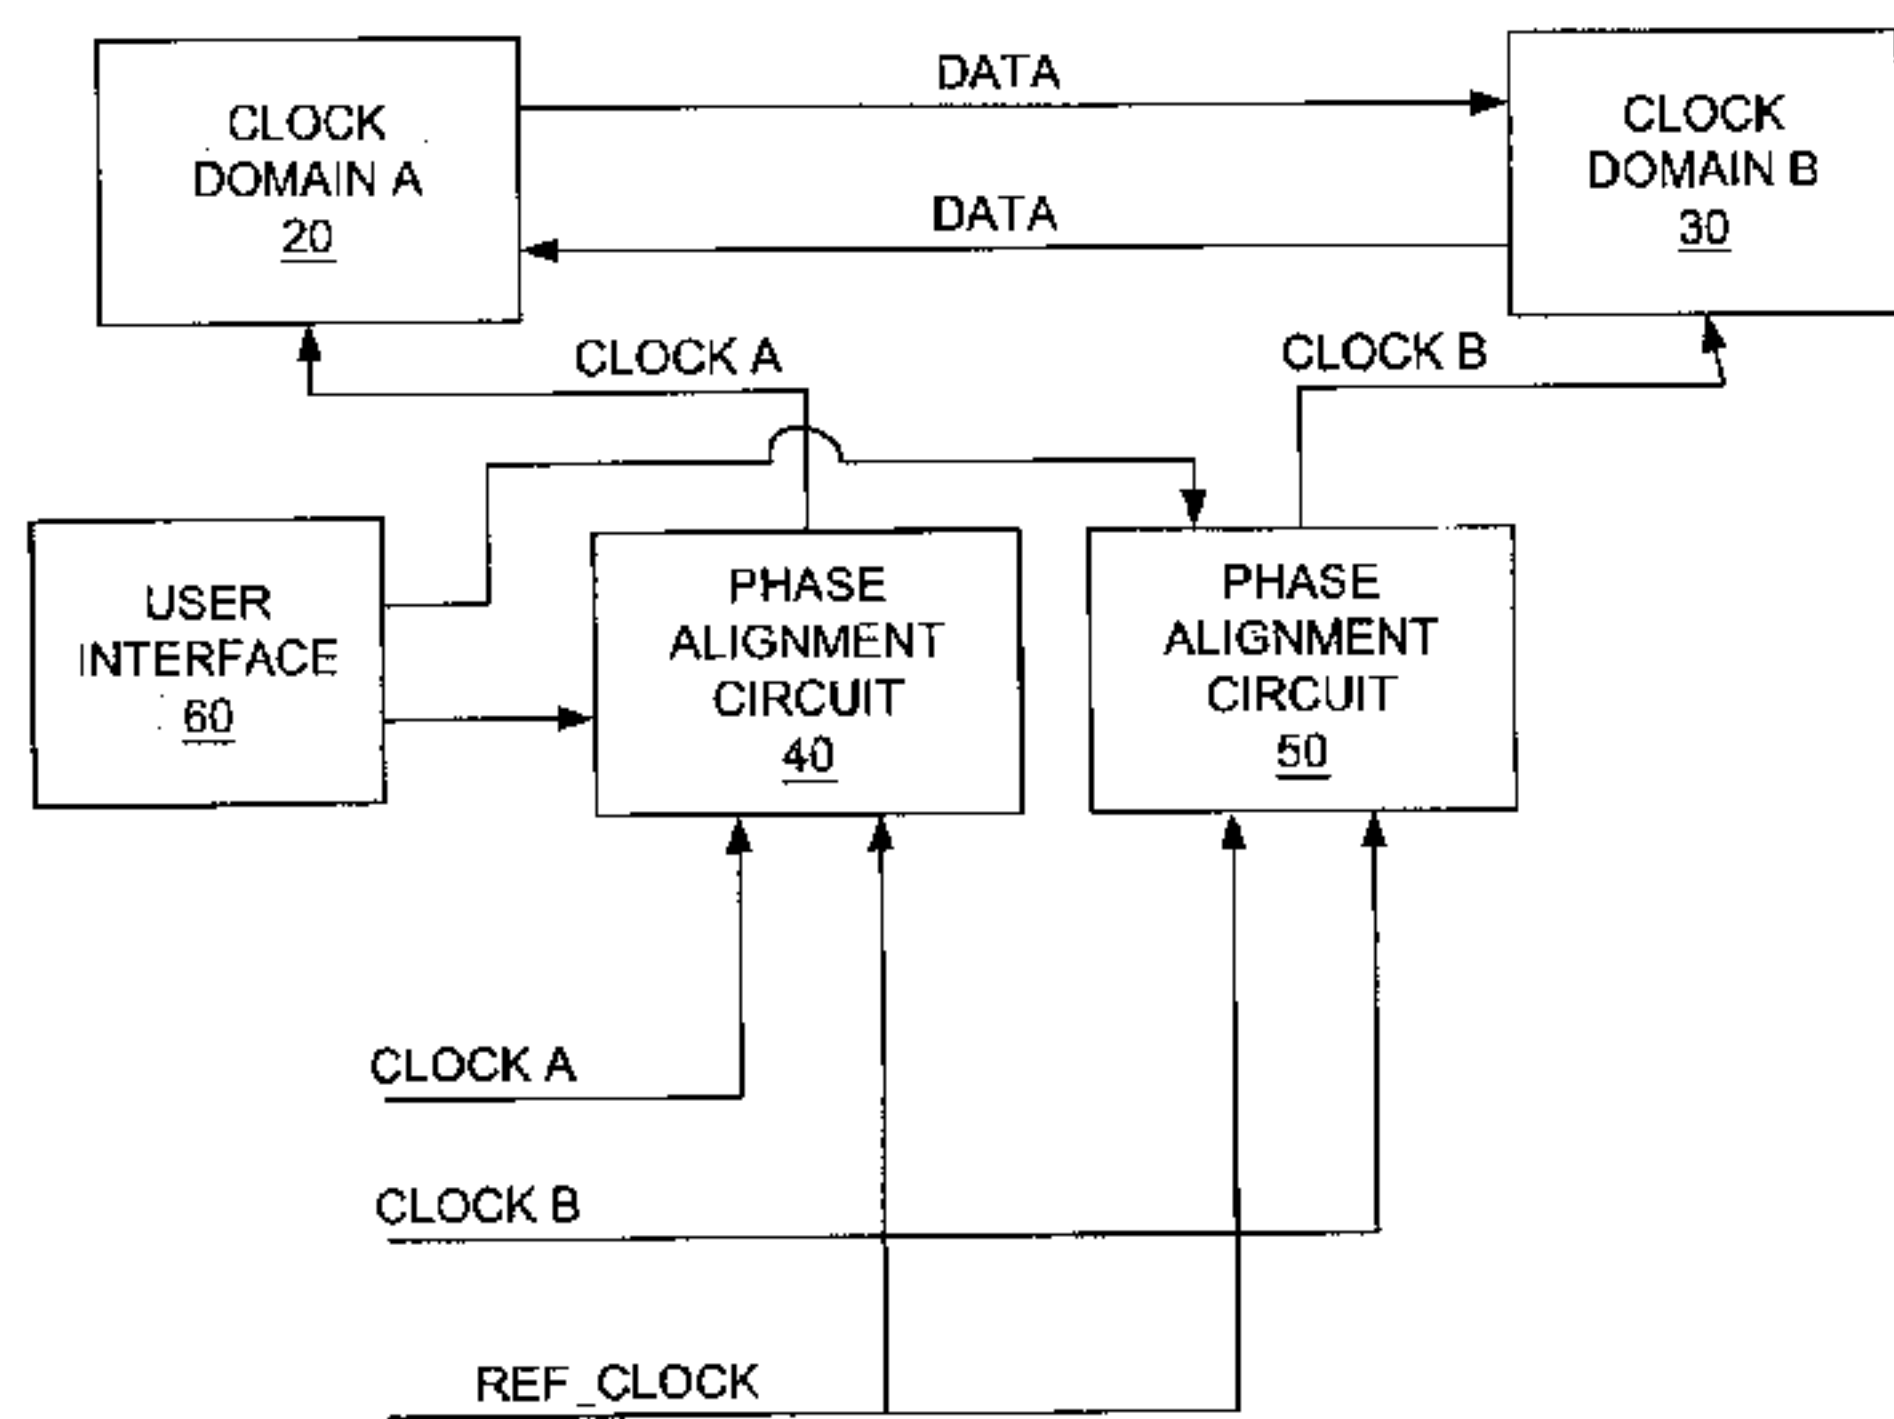 DATA
CLOCK
DOMAIN A
20
CLOCK
DOMAIN B
30
DATA
CLOCK A
CLOCK B
USER
INTERFACE
60
PHASE
ALIGNMENT
CIRCUIT
40
PHASE
ALIGNMENT
CIRCUIT
50
CLOCK A
CLOCK B
REF_CLOCK